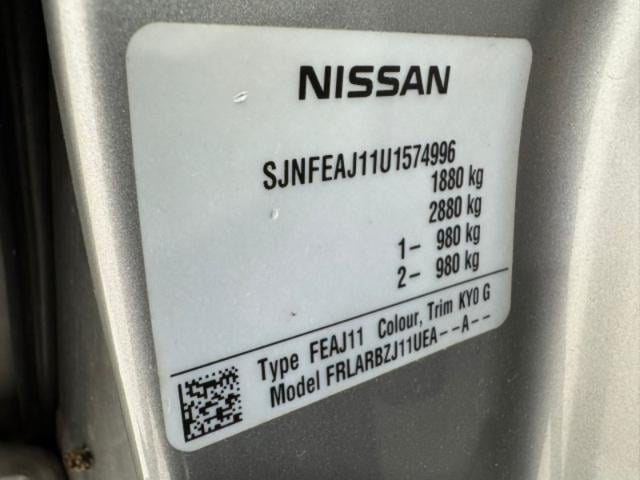 NISSAN
SJNFEAJ11U1574996
1880 kg
2880 kg
1- 980 kg
2- 980 kg
Type FEAJ11 Colour, Trim KY0 G
Model FRLARBZJ11UEA--A--